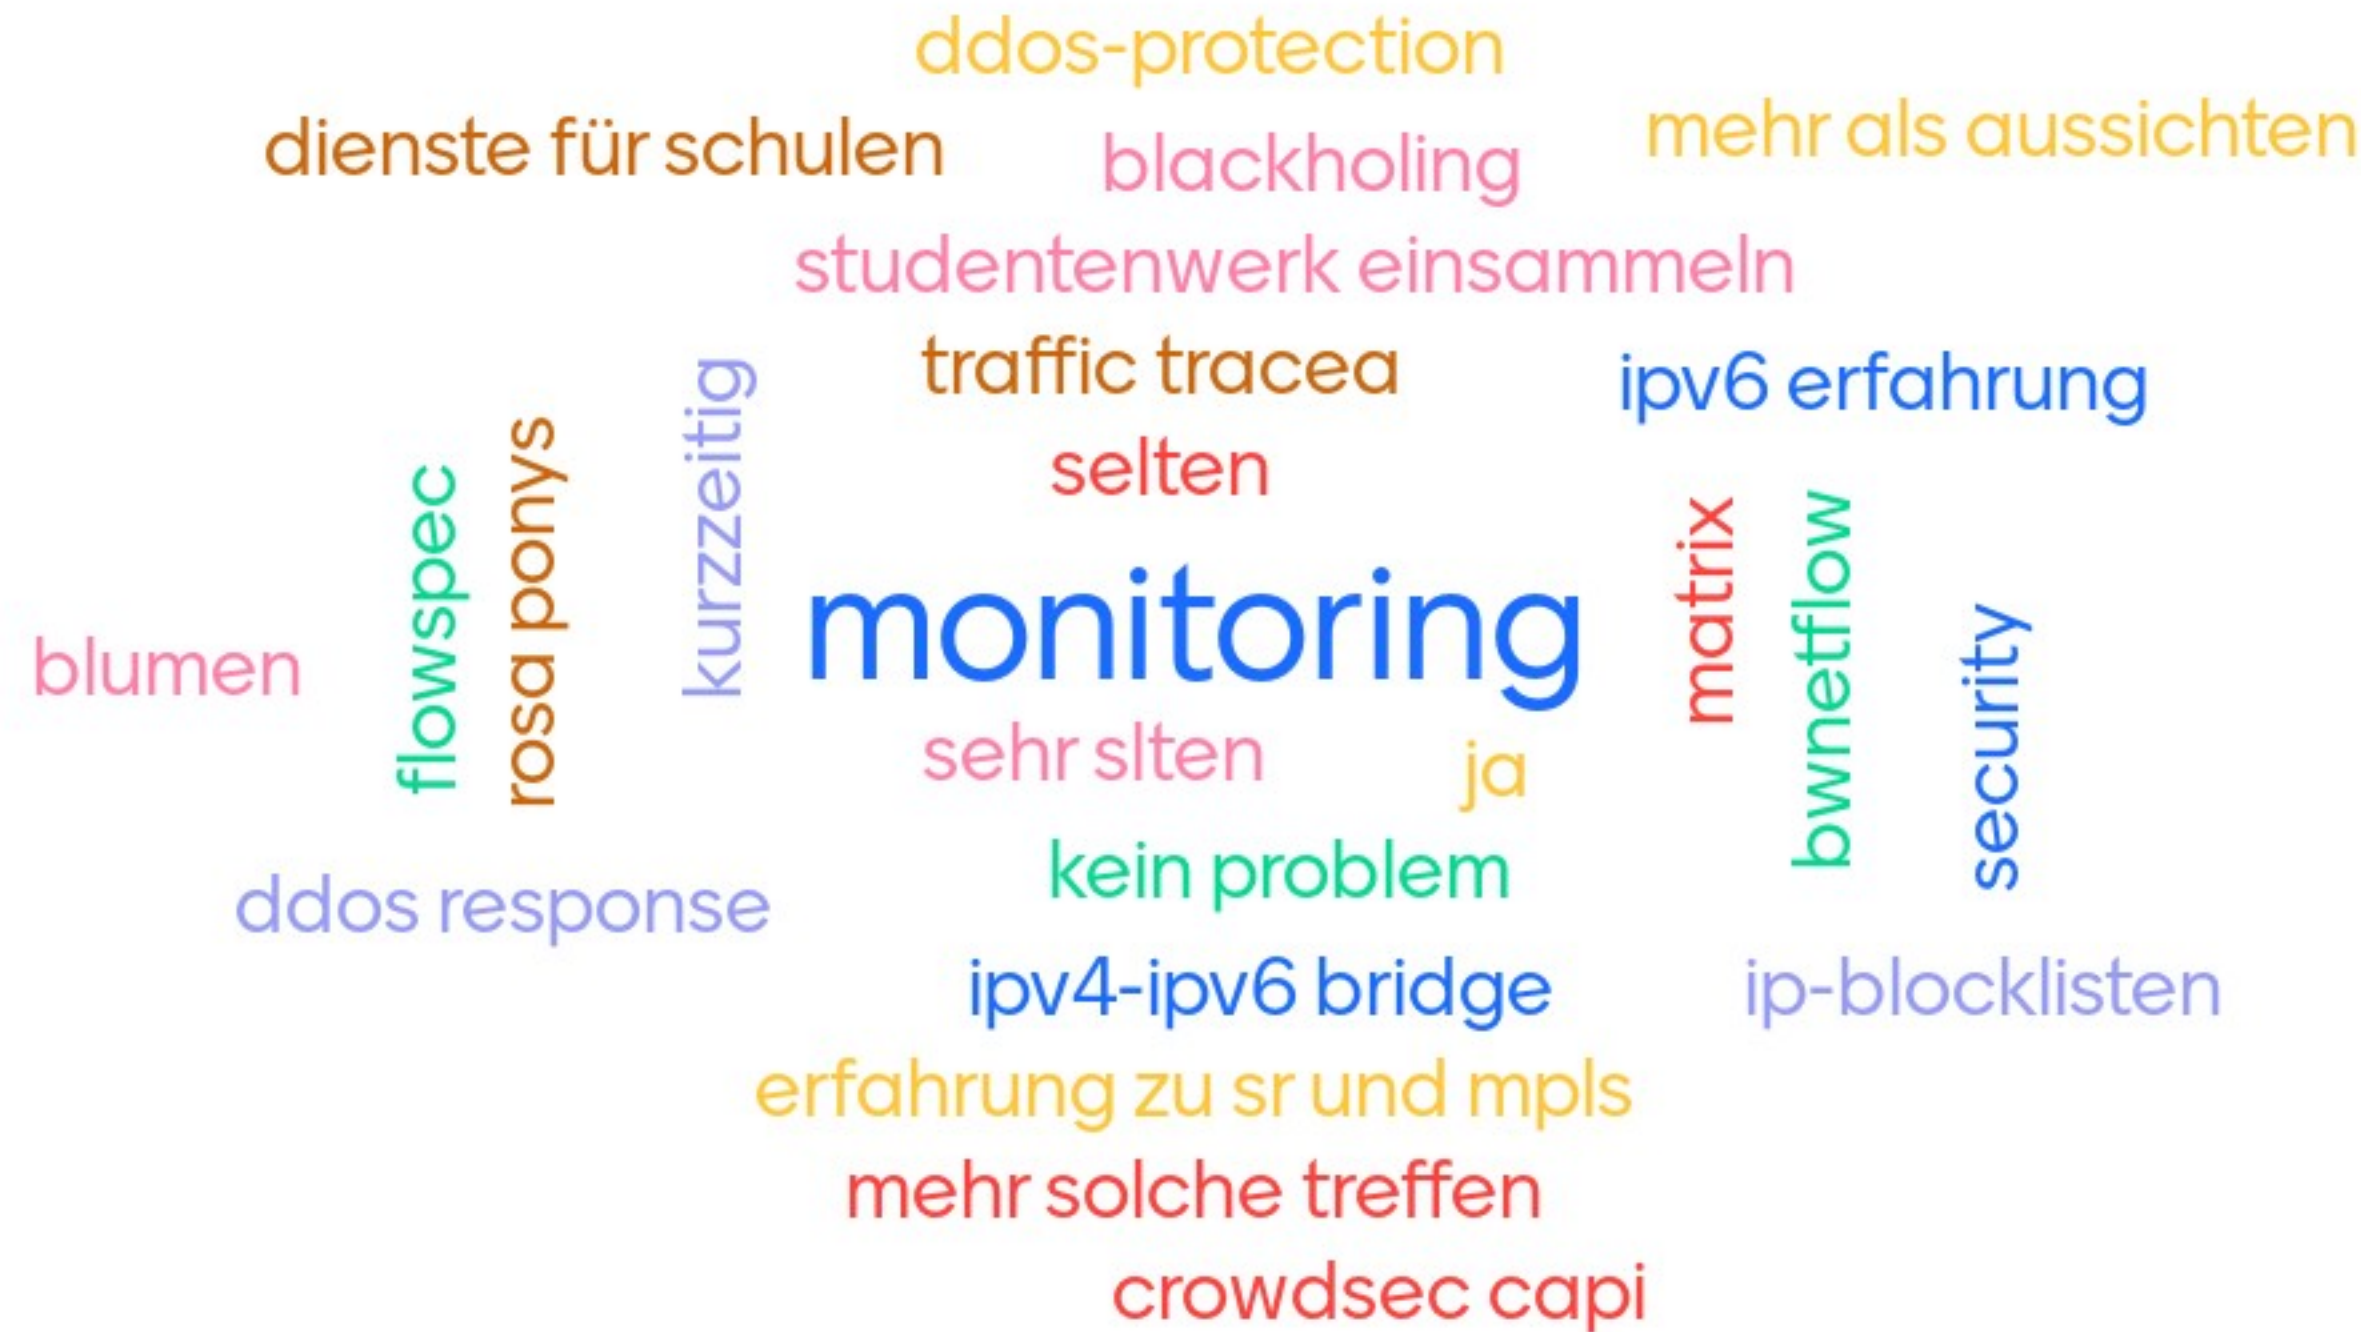 ddos-protection
dienste für schulen
blackholing
mehr als aussichten
studentenwerk einsammeln
traffic tracea
ipv6 erfahrung
kurzzeitig
selten
flowspec
rosa ponys
matrix
bwnetflow
monitoring
security
blumen
sehr slten
ja
kein problem
ddos response
ipv4-ipv6 bridge
ip-blocklisten
erfahrung zu sr und mpls
mehr solche treffen
crowdsec capi